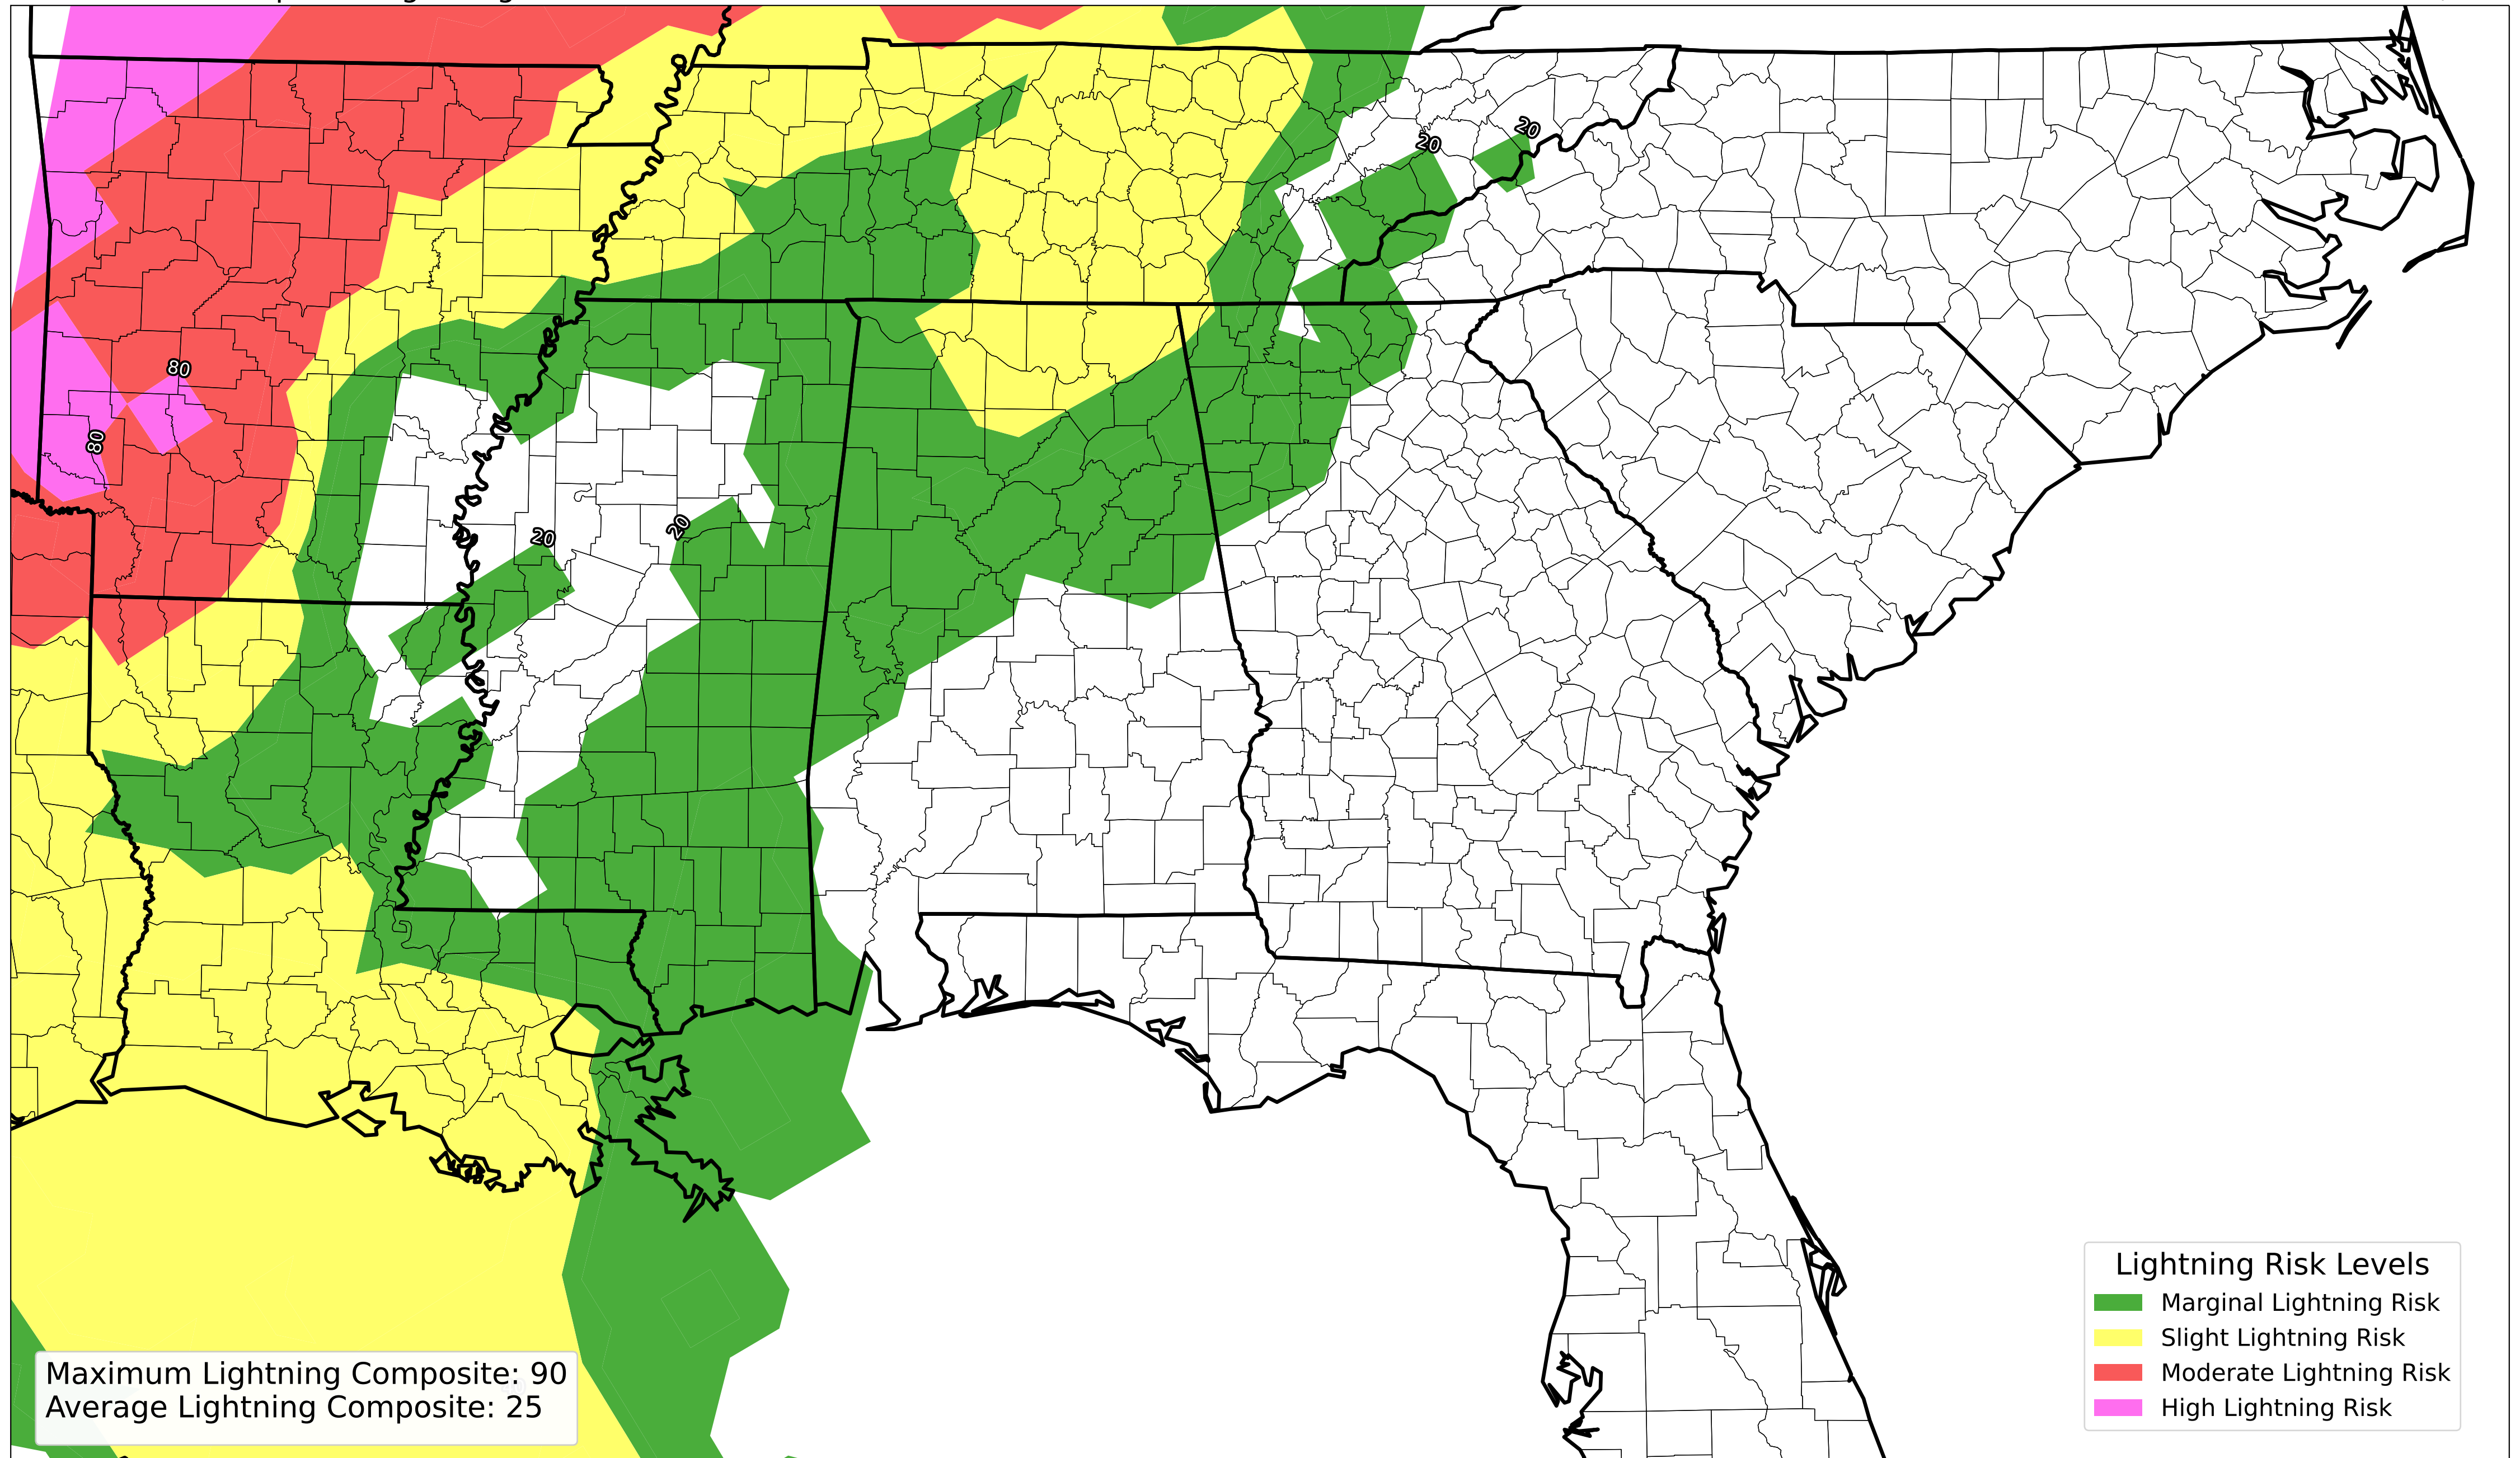 20
20
80
80
20
20
Lightning Risk Levels
Marginal Lightning Risk
Slight Lightning Risk
Moderate Lightning Risk
High Lightning Risk
Maximum Lightning Composite: 90
Average Lightning Composite: 25